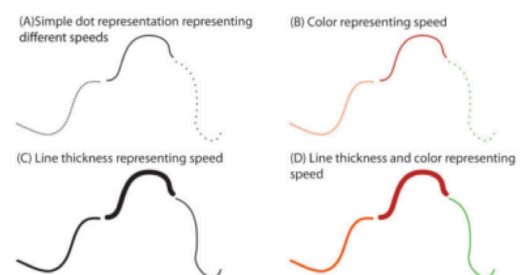 (A)Simple dot representation representing
different speeds
(B) Color representing speed
(C) Line thickness representing speed
(D) Line thickness and color representing
speed